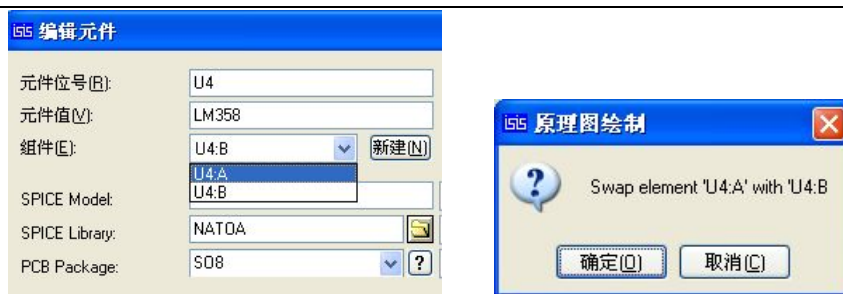 isis 编辑元件
元件位号(R):
U4
元件值(V):
LM358
组件(E):
U4:B
新建(N)
U4:A
U4:B
SPICE Model:
SPICE Library:
NATOA
PCB Package:
SO8
?
isis 原理图绘制
?
Swap element 'U4:A' with 'U4:B
确定(O)
取消(C)